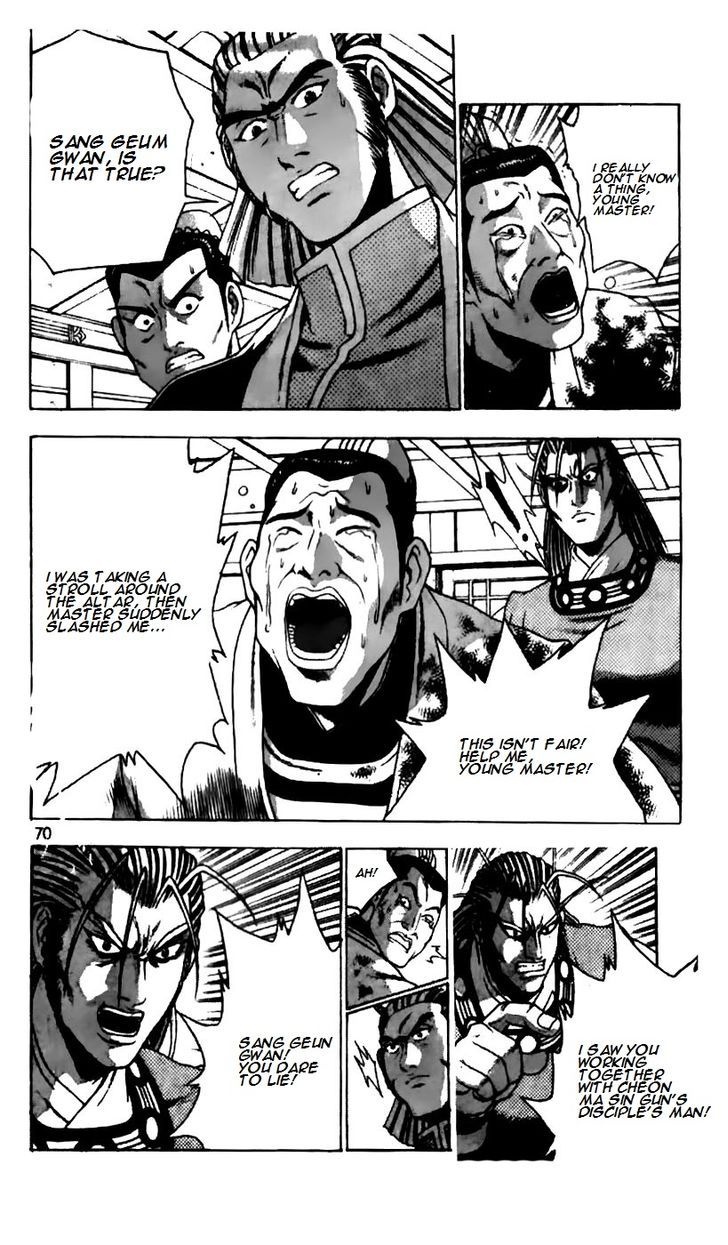 SANG GEUM
GWAN, IS
THAT TRUE?
I REALLY
DON'T KNOW
A THING,
YOUNG
MASTER!
I WAS TAKING A
STROLL AROUND
THE ALTAR, THEN
MASTER SUDDENLY
SLASHED ME...
THIS ISN'T FAIR!
HELP ME,
YOUNG MASTER!
70
SANG GEUN
GWAN!
YOU DARE
TO LIE!
AH!
I SAW YOU
WORKING
TOGETHER
WITH CHEON
MA SIN GUN'S
DISCIPLE'S MAN!